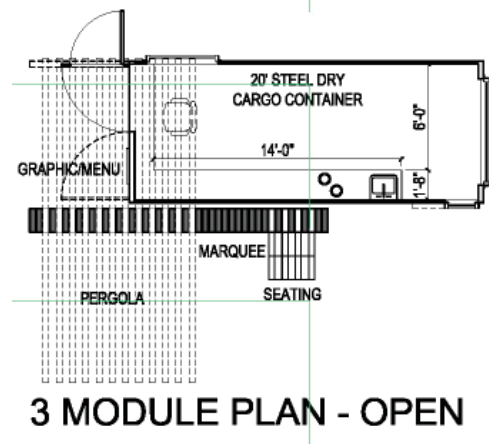 20' STEEL DRY
CARGO CONTAINER
6'-0"
14'-0"
GRAPHIC/MENU
1'-8"
MARQUEE
PERGOLA
SEATING
3 MODULE PLAN - OPEN